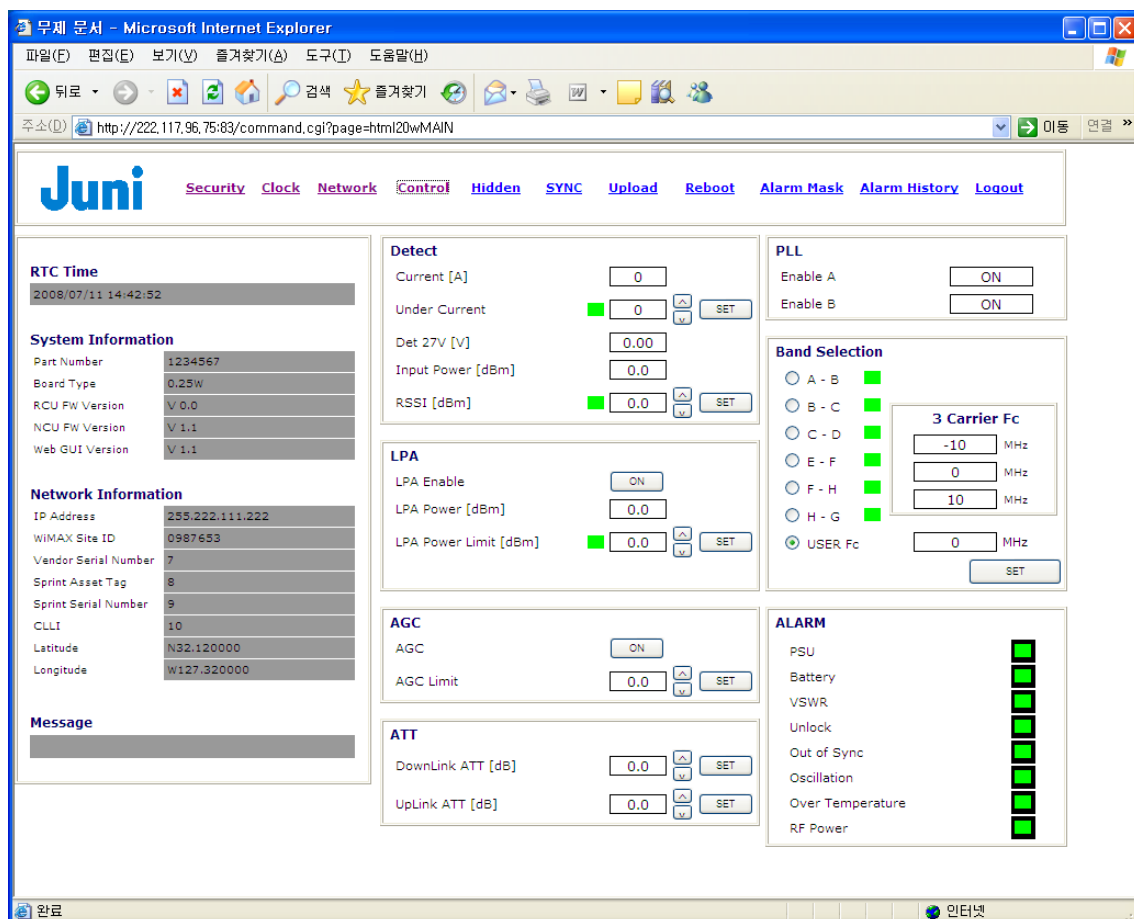 무제 문서 - Microsoft Internet Explorer
파일(F) 편집(E) 보기(V) 즐겨찾기(A) 도구(T) 도움말(H)
뒤로 검색 즐겨찾기
주소(D) http://222,117,96,75:83/command,cgi?page=html20wMAIN 이동 연결 »
Juni Security Clock Network Control Hidden SYNC Upload Reboot Alarm Mask Alarm History Logout
RTC Time
2008/07/11 14:42:52
System Information
Part Number 1234567
Board Type 0.25W
RCU FW Version V 0.0
NCU FW Version V 1.1
Web GUI Version V 1.1
Network Information
IP Address 255.222.111.222
WiMAX Site ID 0987653
Vendor Serial Number 7
Sprint Asset Tag 8
Sprint Serial Number 9
CLLI 10
Latitude N32.120000
Longitude W127.320000
Message
Detect
Current [A] 0
Under Current 0 SET
Det 27V [V] 0.00
Input Power [dBm] 0.0
RSSI [dBm] 0.0 SET
LPA
LPA Enable ON
LPA Power [dBm] 0.0
LPA Power Limit [dBm] 0.0 SET
AGC
AGC ON
AGC Limit 0.0 SET
ATT
DownLink ATT [dB] 0.0 SET
UpLink ATT [dB] 0.0 SET
PLL
Enable A ON
Enable B ON
Band Selection
A - B
B - C
C - D
E - F
F - H
H - G
3 Carrier Fc
-10 MHz
0 MHz
10 MHz
USER Fc 0 MHz
SET
ALARM
PSU
Battery
VSWR
Unlock
Out of Sync
Oscillation
Over Temperature
RF Power
완료 인터넷